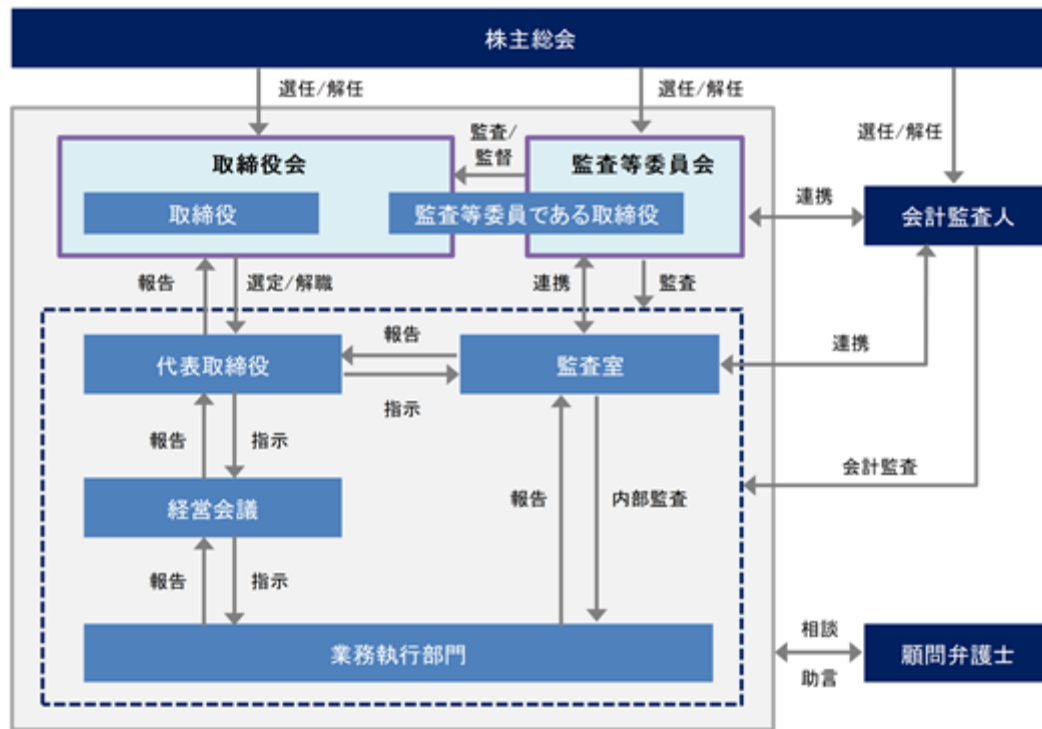 株主総会
選任/解任
選任/解任
選任/解任
取締役会
監査/
監督
監査等委員会
取締役
監査等委員である取締役
連携
会計監査人
報告
選定/解職
連携
監査
代表取締役
報告
指示
監査室
連携
報告
指示
会計監査
経営会議
報告
内部監査
報告
指示
業務執行部門
相談
助言
顧問弁護士